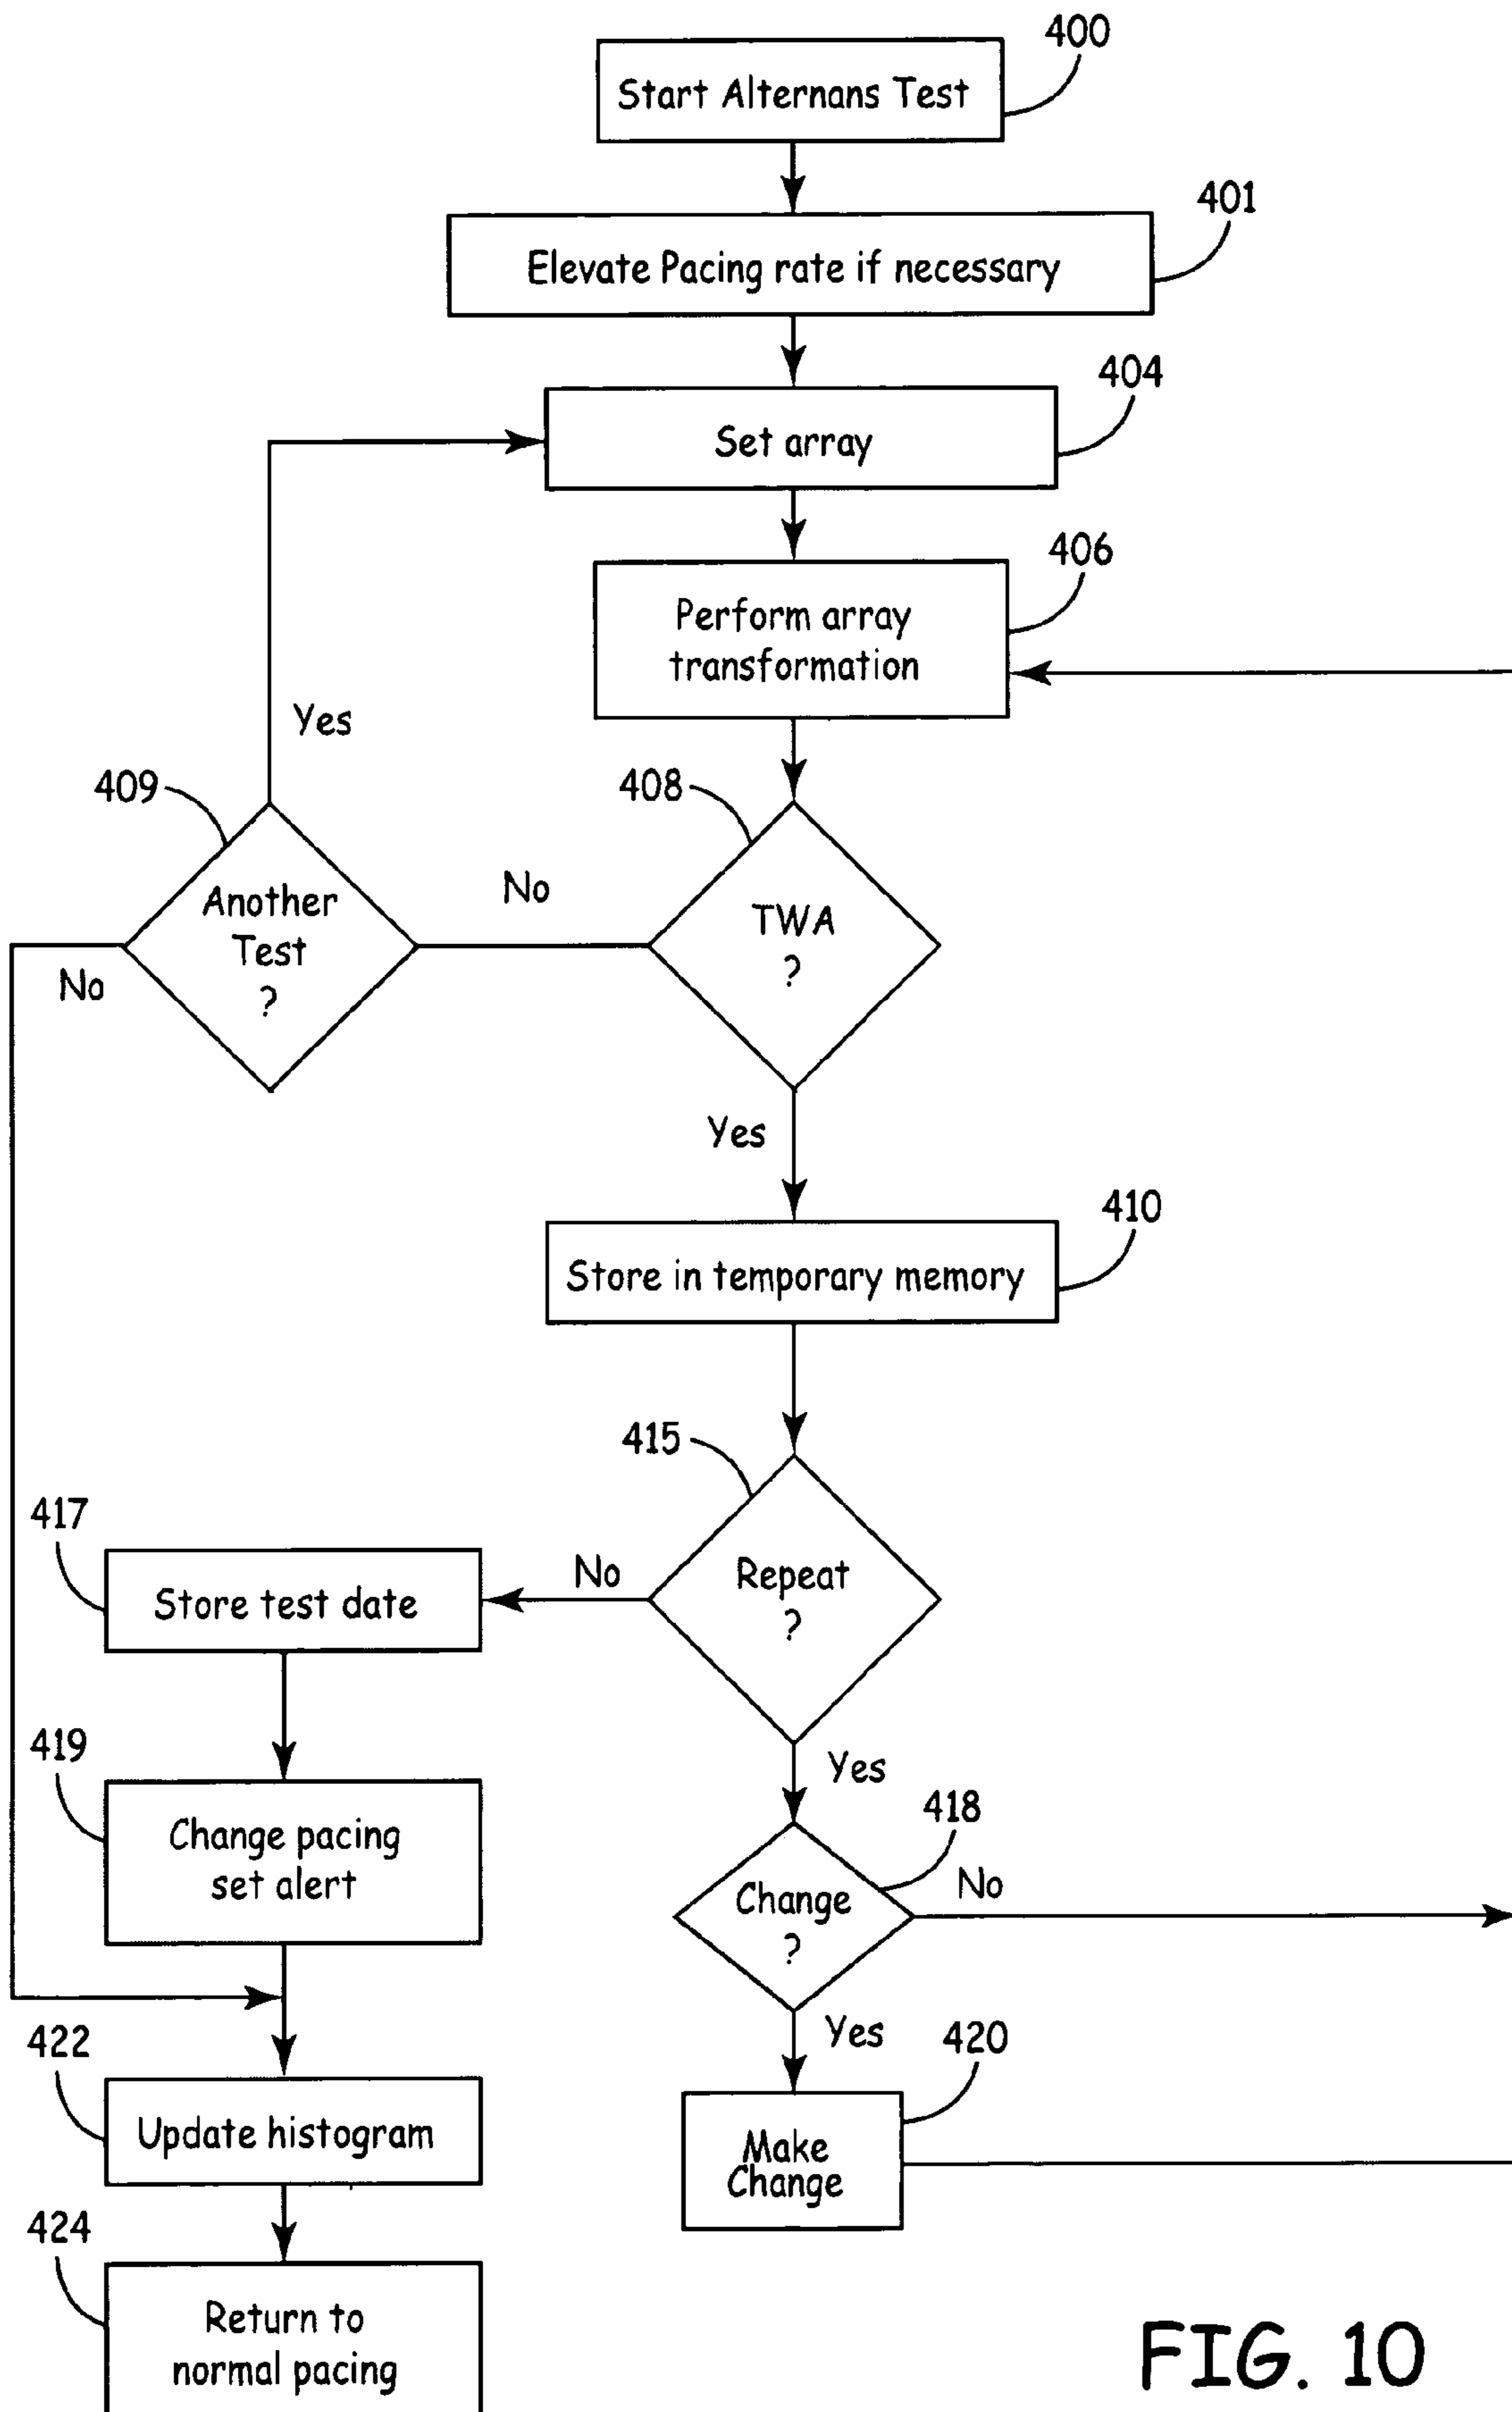 400
Start Alternans Test
401
Elevate Pacing rate if necessary
404
Set array
406
Perform array
transformation
Yes
409
408
Another
Test
?
No
TWA
?
No
Yes
410
Store in temporary memory
415
417
Store test date
No
Repeat
?
419
Yes
Change pacing
set alert
418
Change
?
No
422
Yes
420
Update histogram
Make
Change
424
Return to
normal pacing
FIG. 10